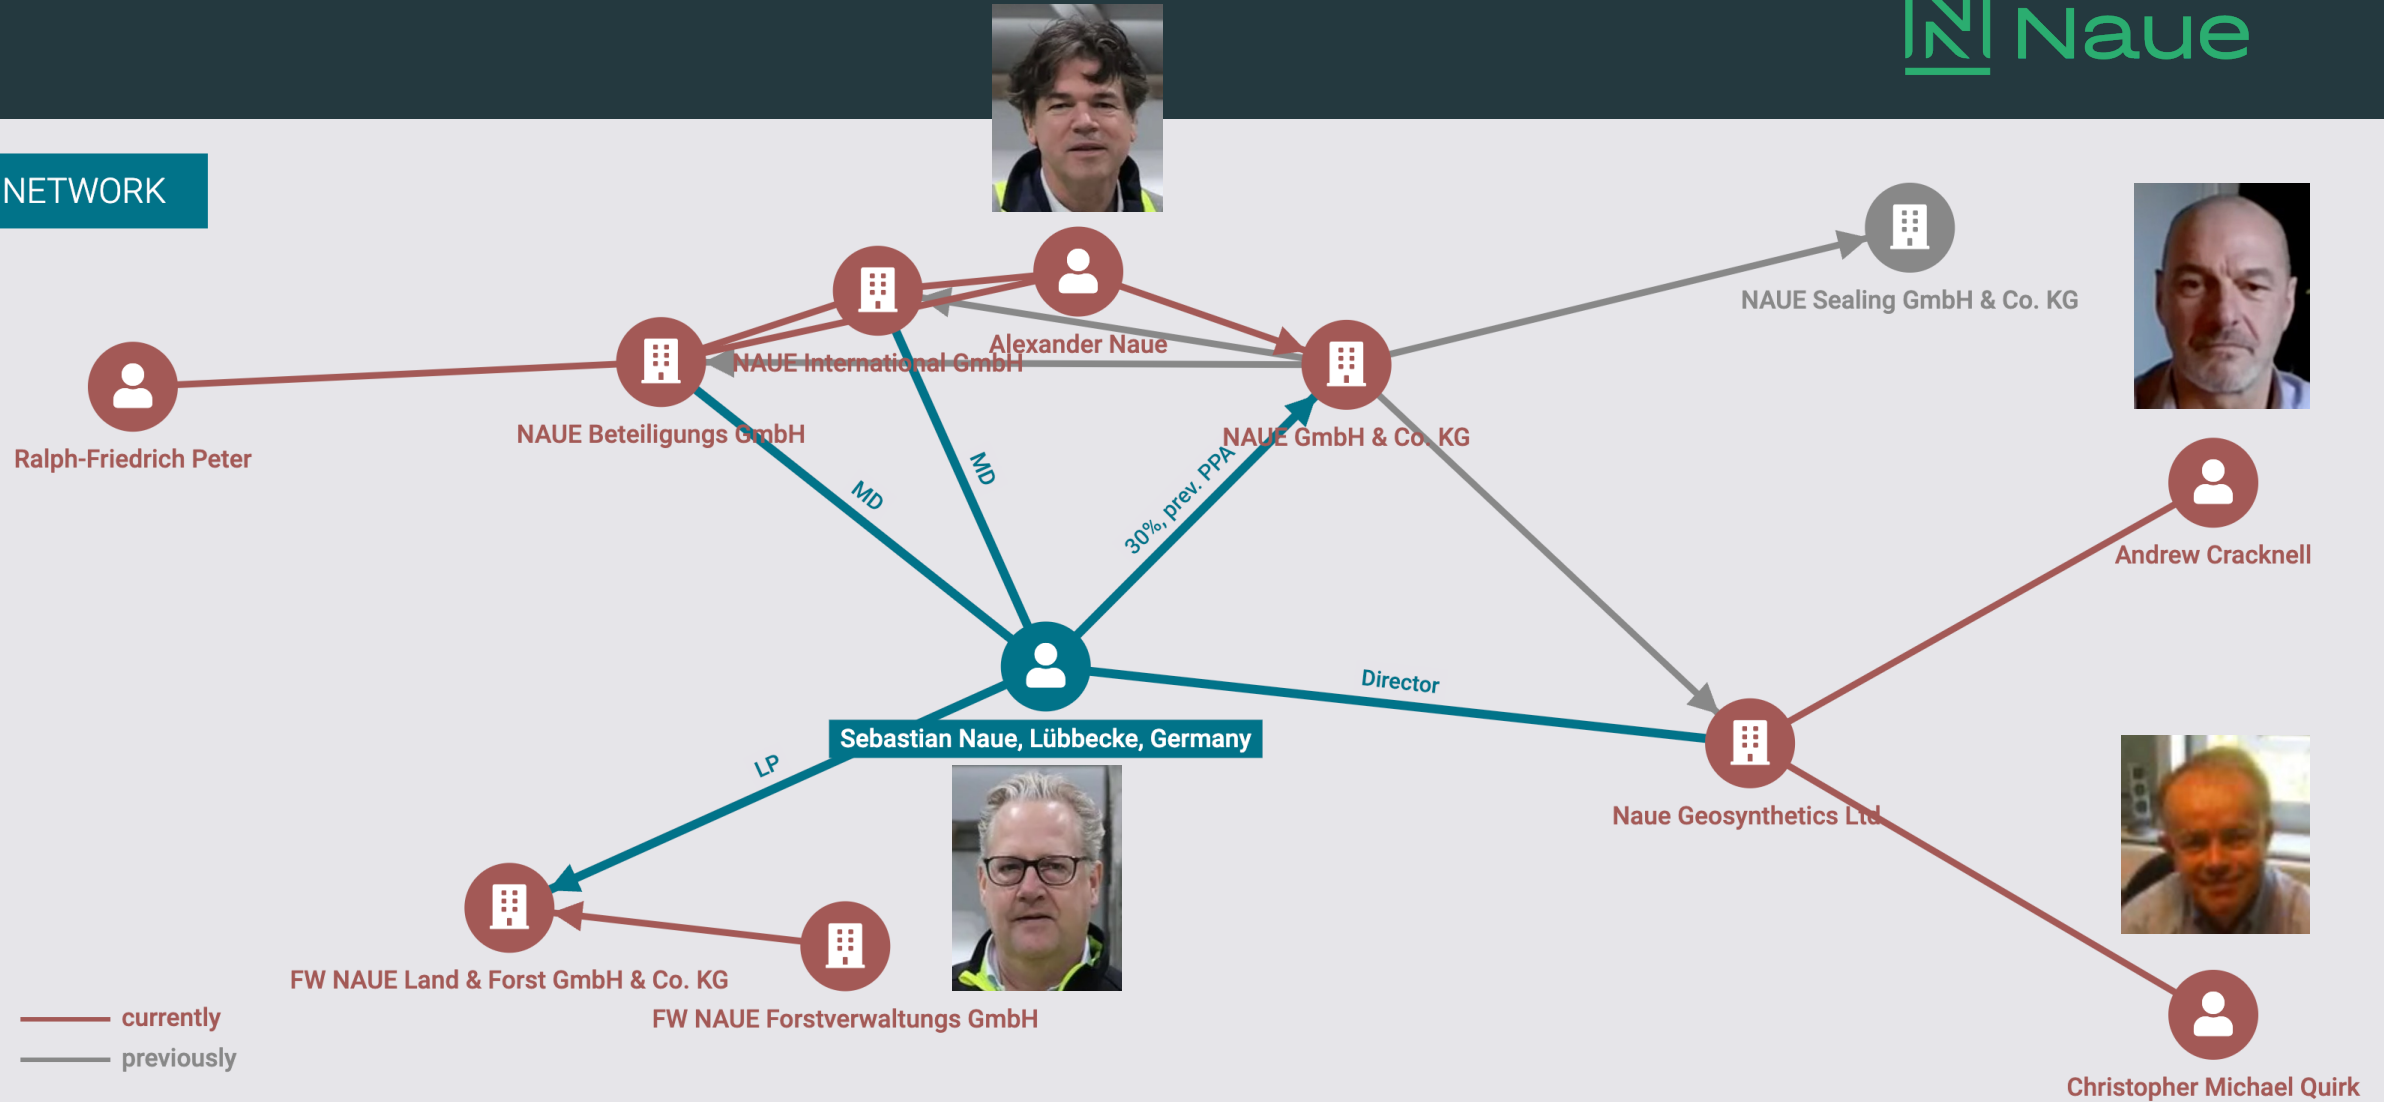 Naue
NETWORK
NAUE Sealing GmbH & Co. KG
Alexander Naue
NAUE International GmbH
NAUE Beteiligungs GmbH
NAUE GmbH & Co. KG
Ralph-Friedrich Peter
MD
MD
30%, prev. PPA
Andrew Cracknell
Director
Sebastian Naue, Lübbecke, Germany
LP
Naue Geosynthetics Ltd
FW NAUE Land & Forst GmbH & Co. KG
FW NAUE Forstverwaltungs GmbH
currently
previously
Christopher Michael Quirk